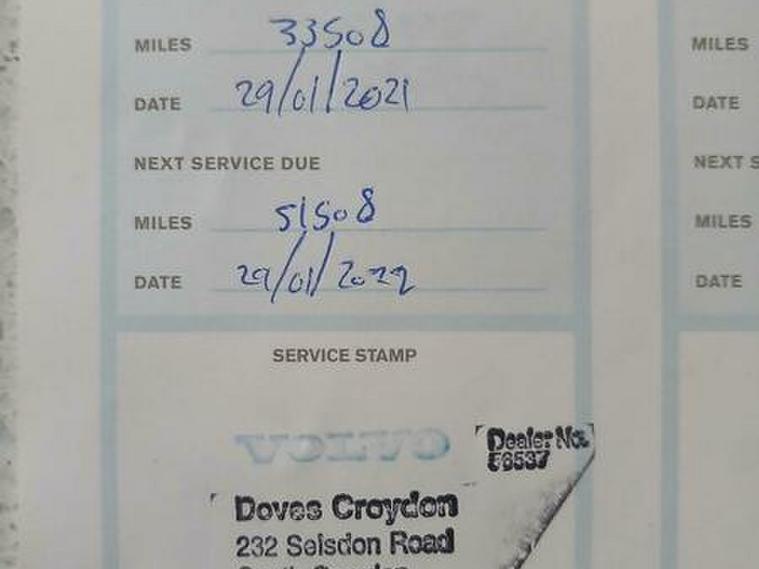 MILES 33508 MILES
DATE 29/01/2021 DATE
NEXT SERVICE DUE NEXT S
MILES 51508 MILES
DATE 29/01/2022 DATE
SERVICE STAMP
VOLVO Dealer No.
Doves Croydon
232 Selsdon Road